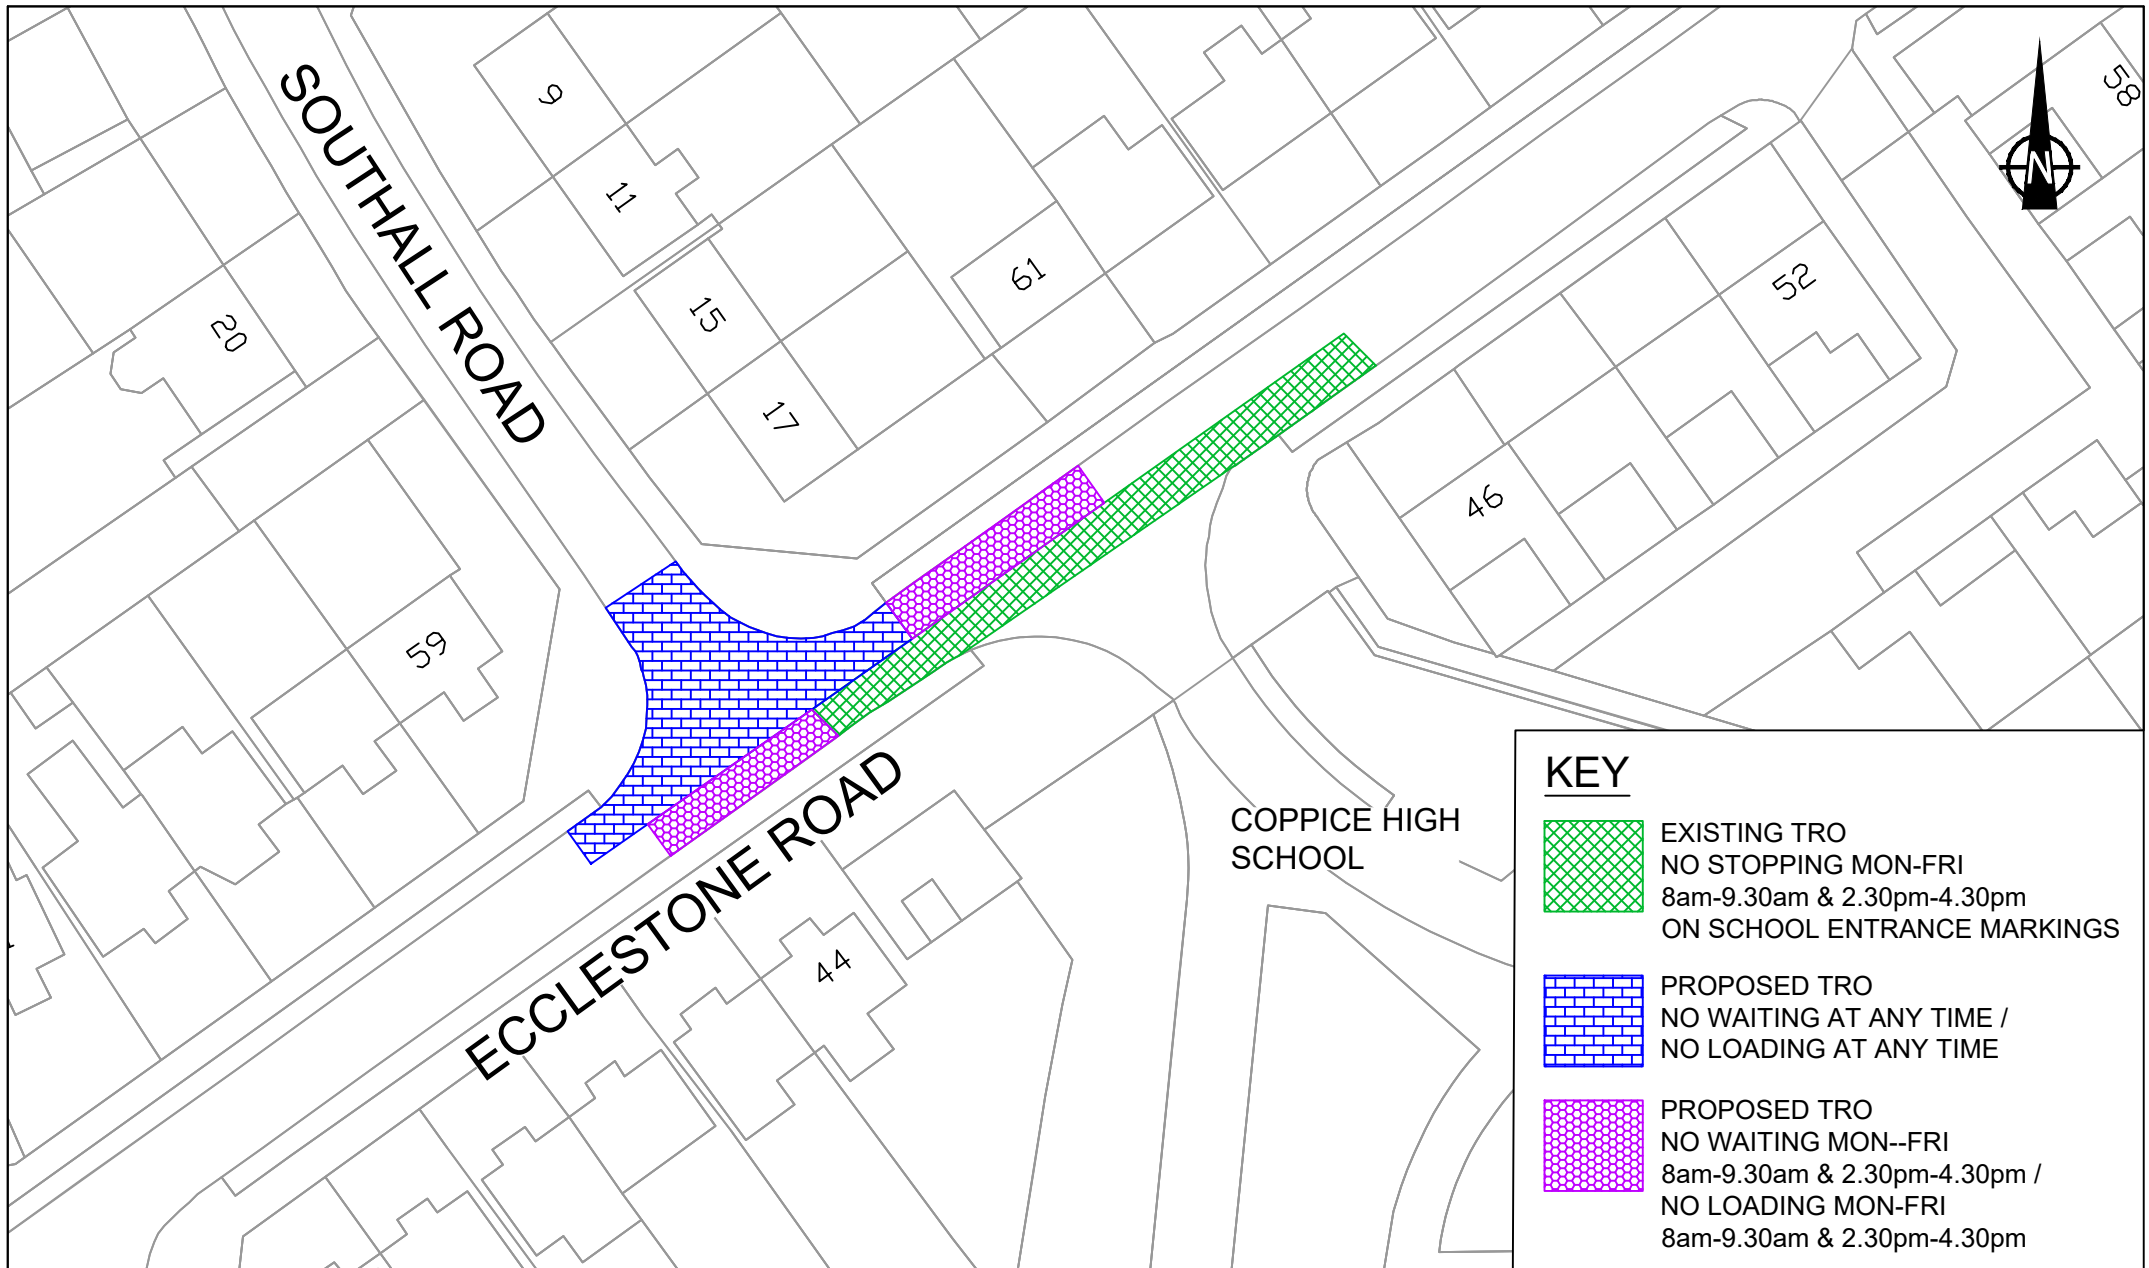 SOUTHALL ROAD
9
11
15
17
20
61
59
58
52
46
44
N
ECCLESTONE ROAD
COPPICE HIGH
SCHOOL
KEY
EXISTING TRO
NO STOPPING MON-FRI
8am-9.30am & 2.30pm-4.30pm
ON SCHOOL ENTRANCE MARKINGS
PROPOSED TRO
NO WAITING AT ANY TIME /
NO LOADING AT ANY TIME
PROPOSED TRO
NO WAITING MON--FRI
8am-9.30am & 2.30pm-4.30pm /
NO LOADING MON-FRI
8am-9.30am & 2.30pm-4.30pm